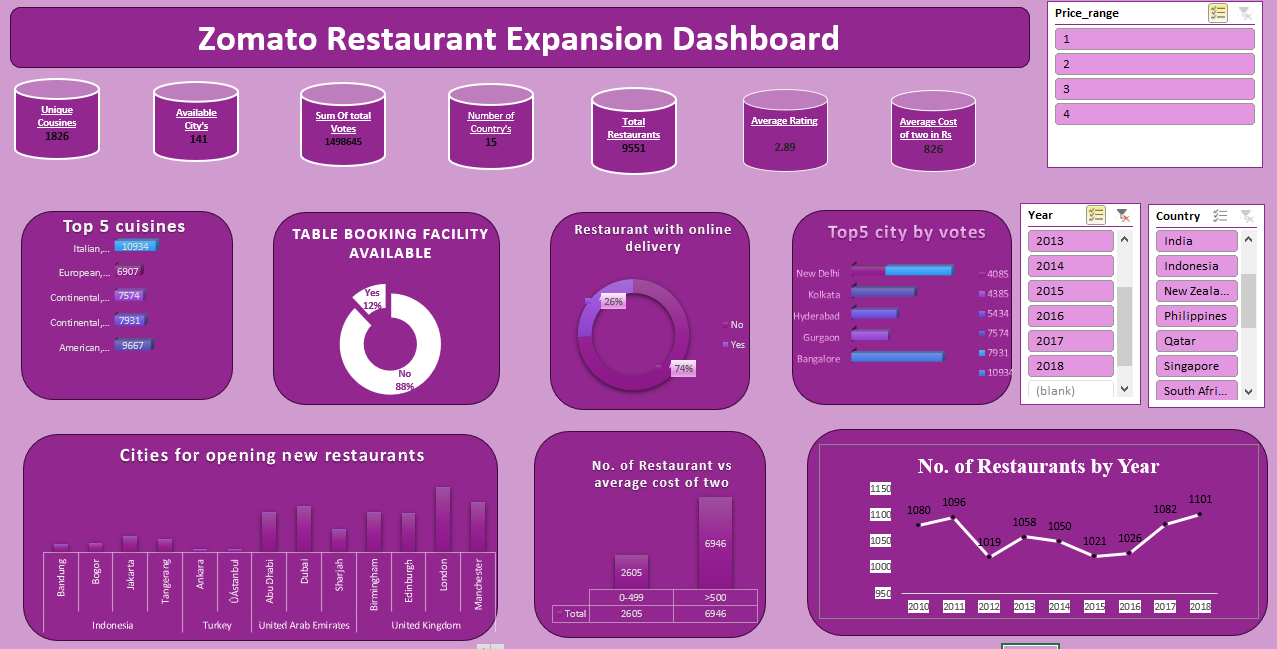 Zomato Restaurant Expansion Dashboard
Price_range
1
2
3
4
Unique
Cousines
1826
Available
City's
141
Sum Of total
Votes
1498645
Number of
Country's
15
Total
Restaurants
9551
Average Rating
2.89
Average Cost
of two in Rs
826
Top 5 cuisines
Italian,... 10934
European,... 6907
Continental,... 7574
Continental,... 7931
American,... 9667
TABLE BOOKING FACILITY
AVAILABLE
Yes
12%
No
88%
Restaurant with online
delivery
26%
No
Yes
74%
Top5 city by votes
New Delhi
Kolkata
Hyderabad
Gurgaon
Bangalore
4085
4385
5434
7574
7931
10934
Year
2013
2014
2015
2016
2017
2018
(blank)
Country
India
Indonesia
New Zeala...
Philippines
Qatar
Singapore
South Afri...
Cities for opening new restaurants
Bandung
Bogor
Jakarta
Tangerang
Ankara
ÛÁstanbul
Abu Dhabi
Dubai
Sharjah
Birmingham
Edinburgh
London
Manchester
Indonesia
Turkey
United Arab Emirates
United Kingdom
No. of Restaurant vs
average cost of two
2605
6946
0-499 >500
Total 2605 6946
No. of Restaurants by Year
1150
1100
1050
1000
950
1080
1096
1019
1058
1050
1021
1026
1082
1101
2010 2011 2012 2013 2014 2015 2016 2017 2018